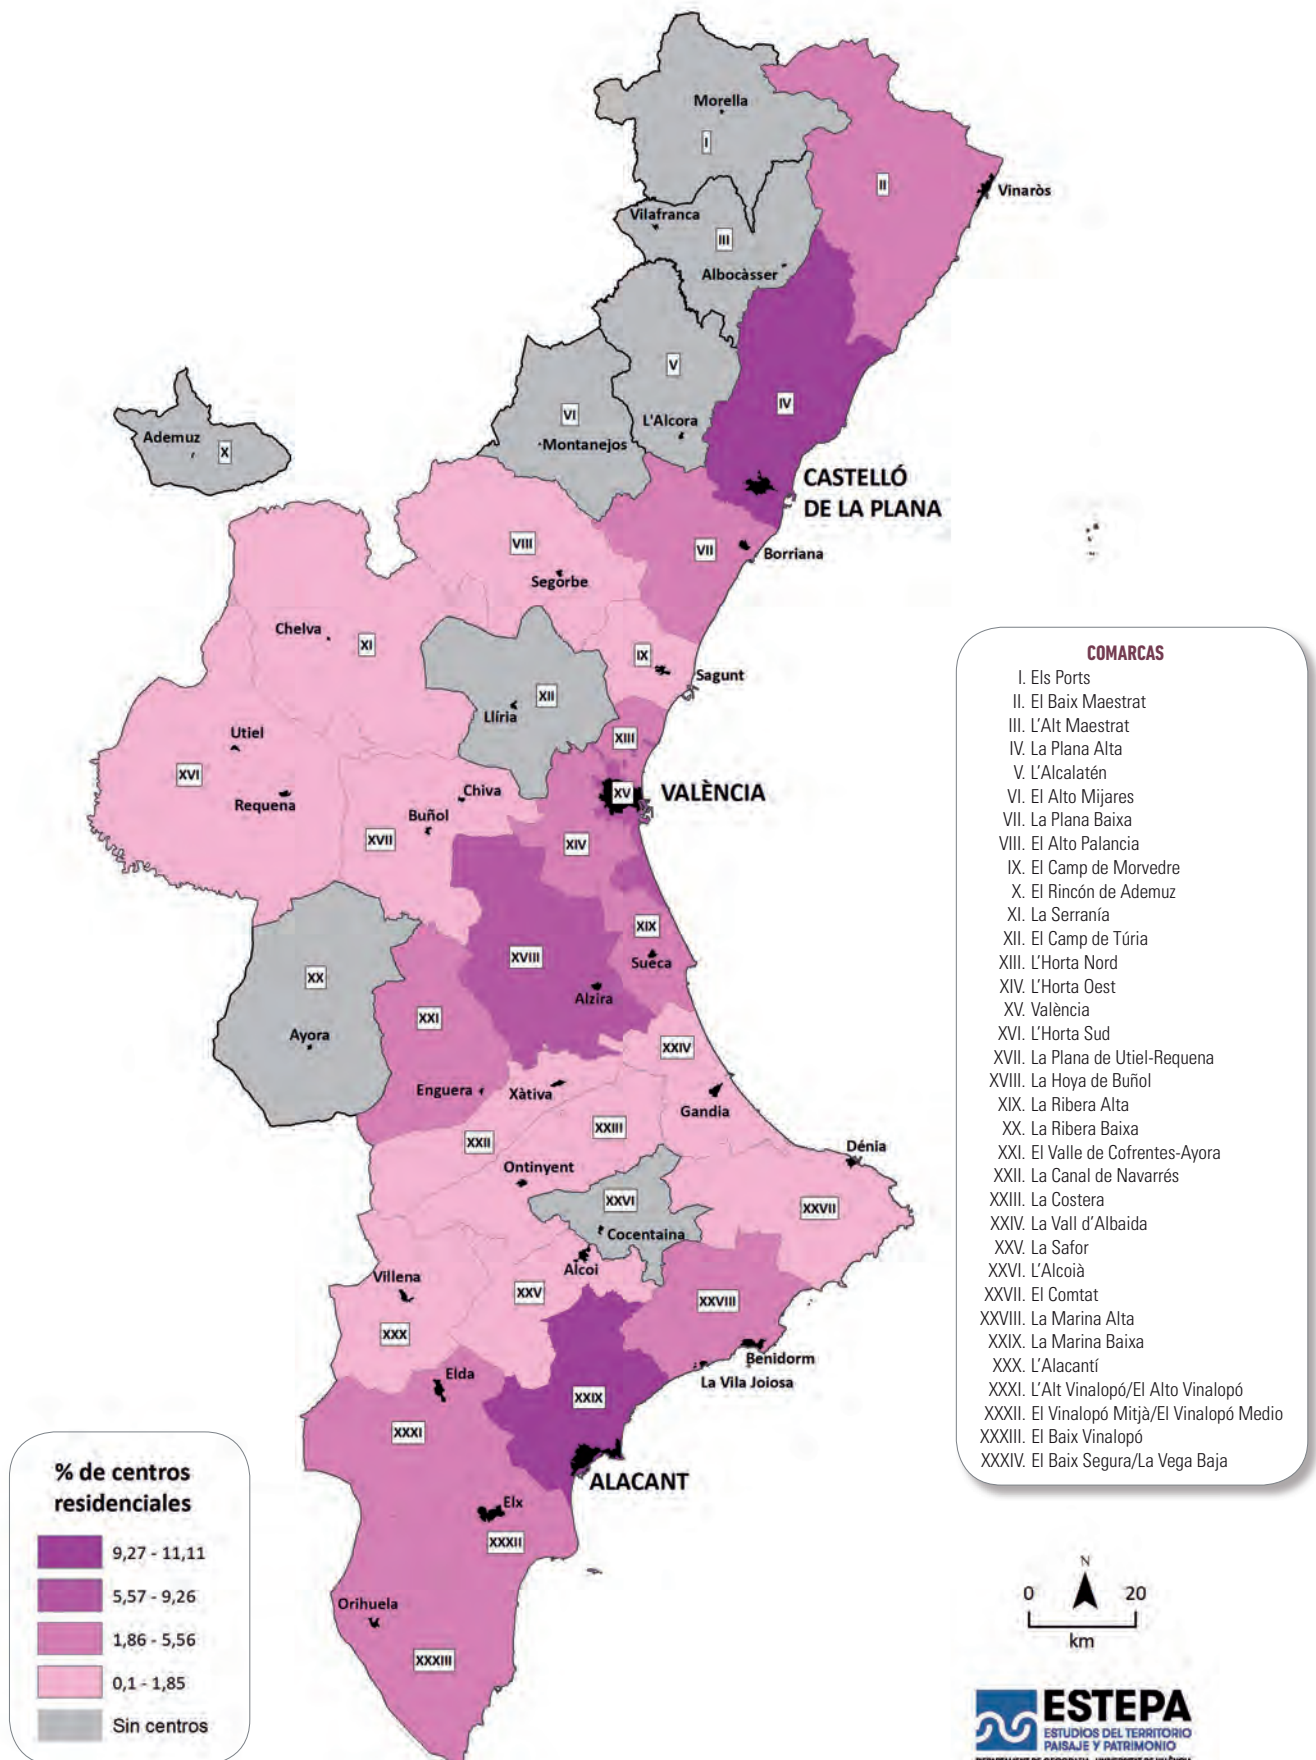 Morella
I
II
Vinaròs
Vilafranca
III
Albocàsser
V
IV
VI
L'Alcora
Montanejos
Ademuz
X
CASTELLÓ
DE LA PLANA
VIII
VII
Borriana
Segorbe
Chelva
XI
IX
Sagunt
XII
Llíria
Utiel
XIII
XVI
Requena
Chiva
XV
VALÈNCIA
Buñol
XVII
XIV
XIX
XVIII
Sueca
XX
Alzira
XXI
Ayora
XXIV
Enguera
Xàtiva
Gandia
XXIII
XXII
Dénia
Ontinyent
XXVI
XXVII
Cocentaina
Alcoi
Villena
XXV
XXVIII
XXX
Benidorm
Elda
La Vila Joiosa
XXIX
XXXI
ALACANT
Elx
XXXII
Orihuela
XXXIII
COMARCAS
I. Els Ports
II. El Baix Maestrat
III. L'Alt Maestrat
IV. La Plana Alta
V. L'Alcalatén
VI. El Alto Mijares
VII. La Plana Baixa
VIII. El Alto Palancia
IX. El Camp de Morvedre
X. El Rincón de Ademuz
XI. La Serranía
XII. El Camp de Túria
XIII. L'Horta Nord
XIV. L'Horta Oest
XV. València
XVI. L'Horta Sud
XVII. La Plana de Utiel-Requena
XVIII. La Hoya de Buñol
XIX. La Ribera Alta
XX. La Ribera Baixa
XXI. El Valle de Cofrentes-Ayora
XXII. La Canal de Navarrés
XXIII. La Costera
XXIV. La Vall d'Albaida
XXV. La Safor
XXVI. L'Alcoià
XXVII. El Comtat
XXVIII. La Marina Alta
XXIX. La Marina Baixa
XXX. L'Alacantí
XXXI. L'Alt Vinalopó/El Alto Vinalopó
XXXII. El Vinalopó Mitjà/El Vinalopó Medio
XXXIII. El Baix Vinalopó
XXXIV. El Baix Segura/La Vega Baja
% de centros
residenciales
9,27 - 11,11
5,57 - 9,26
1,86 - 5,56
0,1 - 1,85
Sin centros
N
0 20
km
ESTEPA
ESTUDIOS DEL TERRITORIO
PAISAJE Y PATRIMONIO